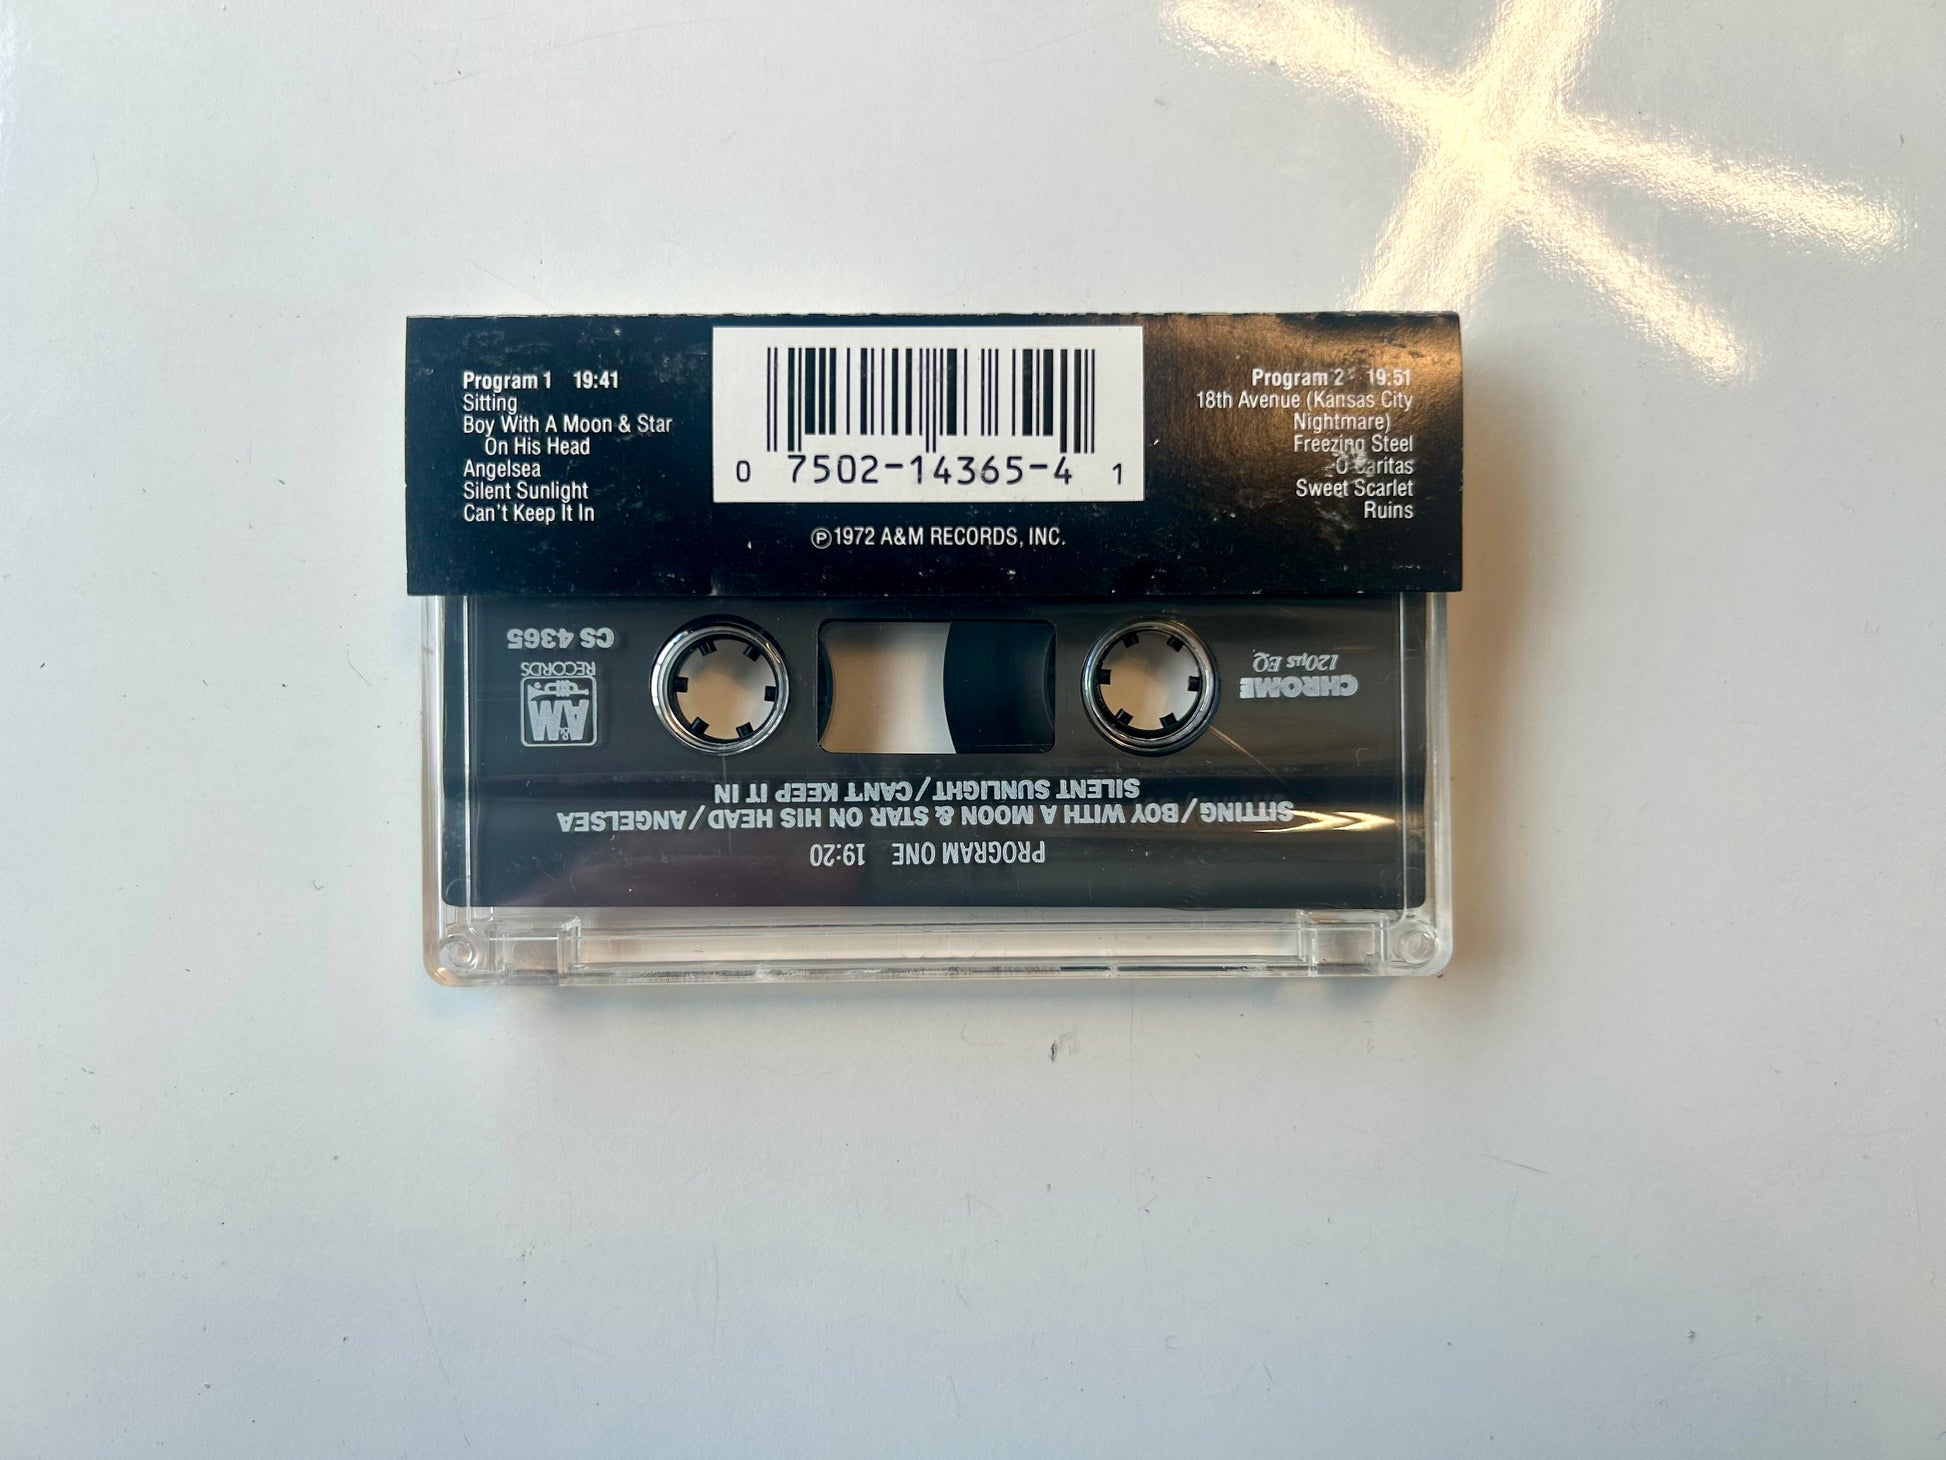 Program 1 19:41
Sitting
Boy With A Moon & Star
On His Head
Angelsea
Silent Sunlight
Can't Keep It In
0 7502-14365-4 1
℗1972 A&M RECORDS, INC.
Program 2 19:51
18th Avenue (Kansas City
Nightmare)
Freezing Steel
O Caritas
Sweet Scarlet
Ruins
PROGRAM ONE 19:20
SITTING/BOY WITH A MOON & STAR ON HIS HEAD/ANGELSEA
SILENT SUNLIGHT/CAN'T KEEP IT IN
CHROME
120µs EQ
A&M
RECORDS
CS 4365